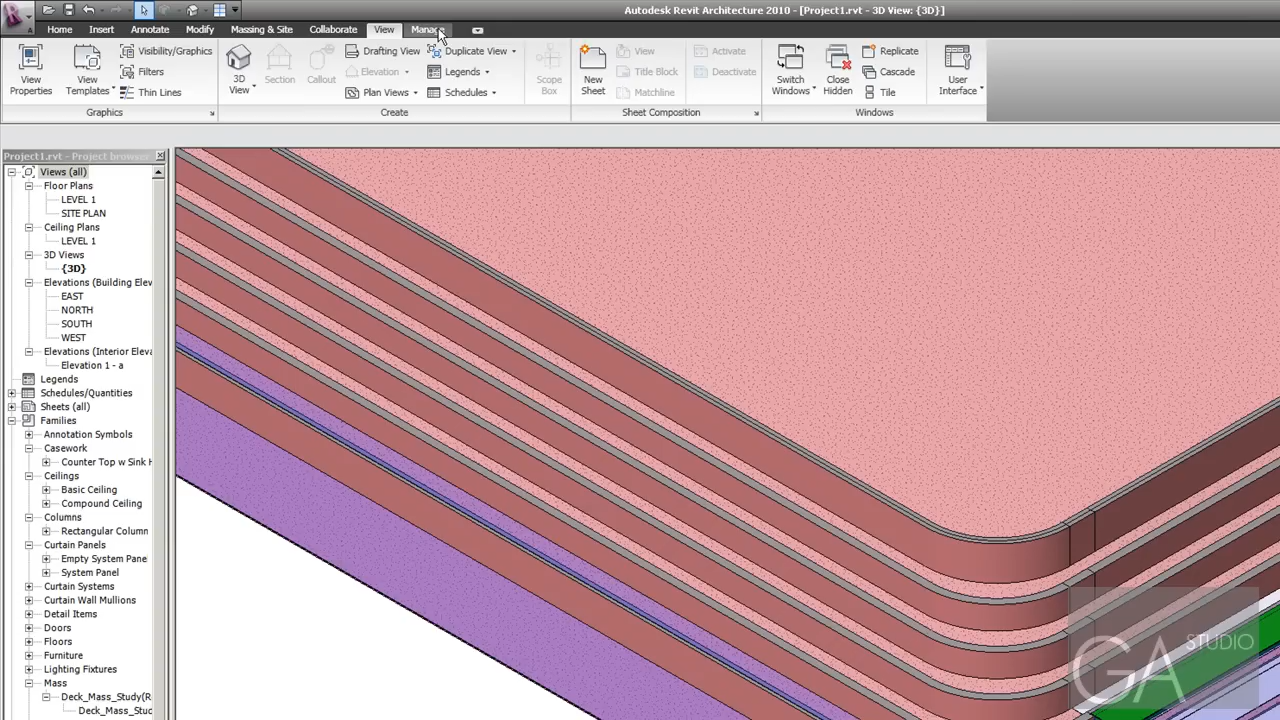 Autodesk Revit Architecture 2010 - [Project1.rvt - 3D View: {3D}]
Home Insert Annotate Modify Massing & Site Collaborate View Manage
View Properties
View Templates
Visibility/Graphics
Filters
Thin Lines
Graphics
3D View
Section
Callout
Drafting View
Elevation
Plan Views
Duplicate View
Legends
Schedules
Create
Scope Box
New Sheet
View
Title Block
Matchline
Activate
Deactivate
Sheet Composition
Switch Windows
Close Hidden
Replicate
Cascade
Tile
Windows
User Interface
Project1.rvt - Project browser
Views (all)
Floor Plans
LEVEL 1
SITE PLAN
Ceiling Plans
LEVEL 1
3D Views
{3D}
Elevations (Building Elev
EAST
NORTH
SOUTH
WEST
Elevations (Interior Eleva
Elevation 1 - a
Legends
Schedules/Quantities
Sheets (all)
Families
Annotation Symbols
Casework
Counter Top w Sink H
Ceilings
Basic Ceiling
Compound Ceiling
Columns
Rectangular Column
Curtain Panels
Empty System Pane
System Panel
Curtain Systems
Curtain Wall Mullions
Detail Items
Doors
Floors
Furniture
Lighting Fixtures
Mass
Deck_Mass_Study(R
Deck_Mass_Stud
GA STUDIO